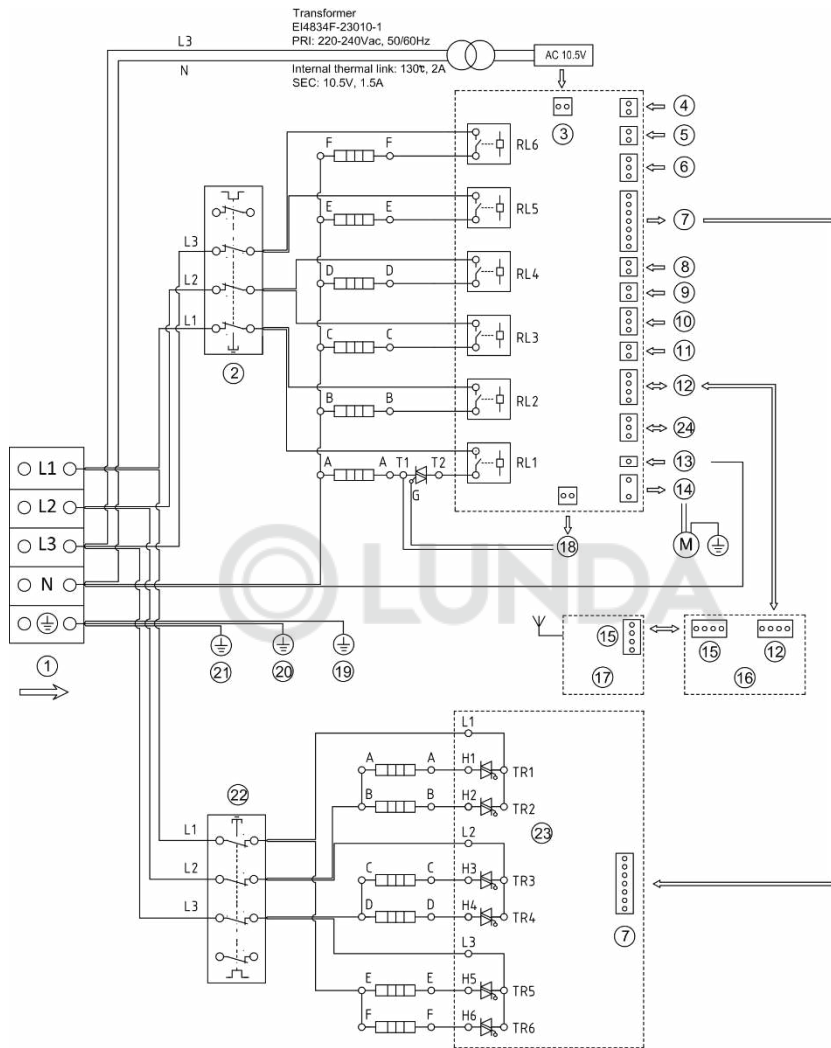 Transformer
EI4834F-23010-1
PRI: 220-240Vac, 50/60Hz
L3
N
Internal thermal link: 130℃, 2A
SEC: 10.5V, 1.5A
AC 10.5V
3
4
5
6
7
8
9
10
11
12
24
13
14
F F RL6
E E RL5
D D RL4
C C RL3
B B RL2
A A T1 T2 RL1
G
18
M
L3
L2
L1
2
L1
L2
L3
N
1
21 20 19
LUNDA
15
17
15 12
16
22
L1
L2
L3
L1
A A H1 TR1
B B H2 TR2
23
L2
C C H3 TR3
D D H4 TR4
L3
E E H5 TR5
F F H6 TR6
7